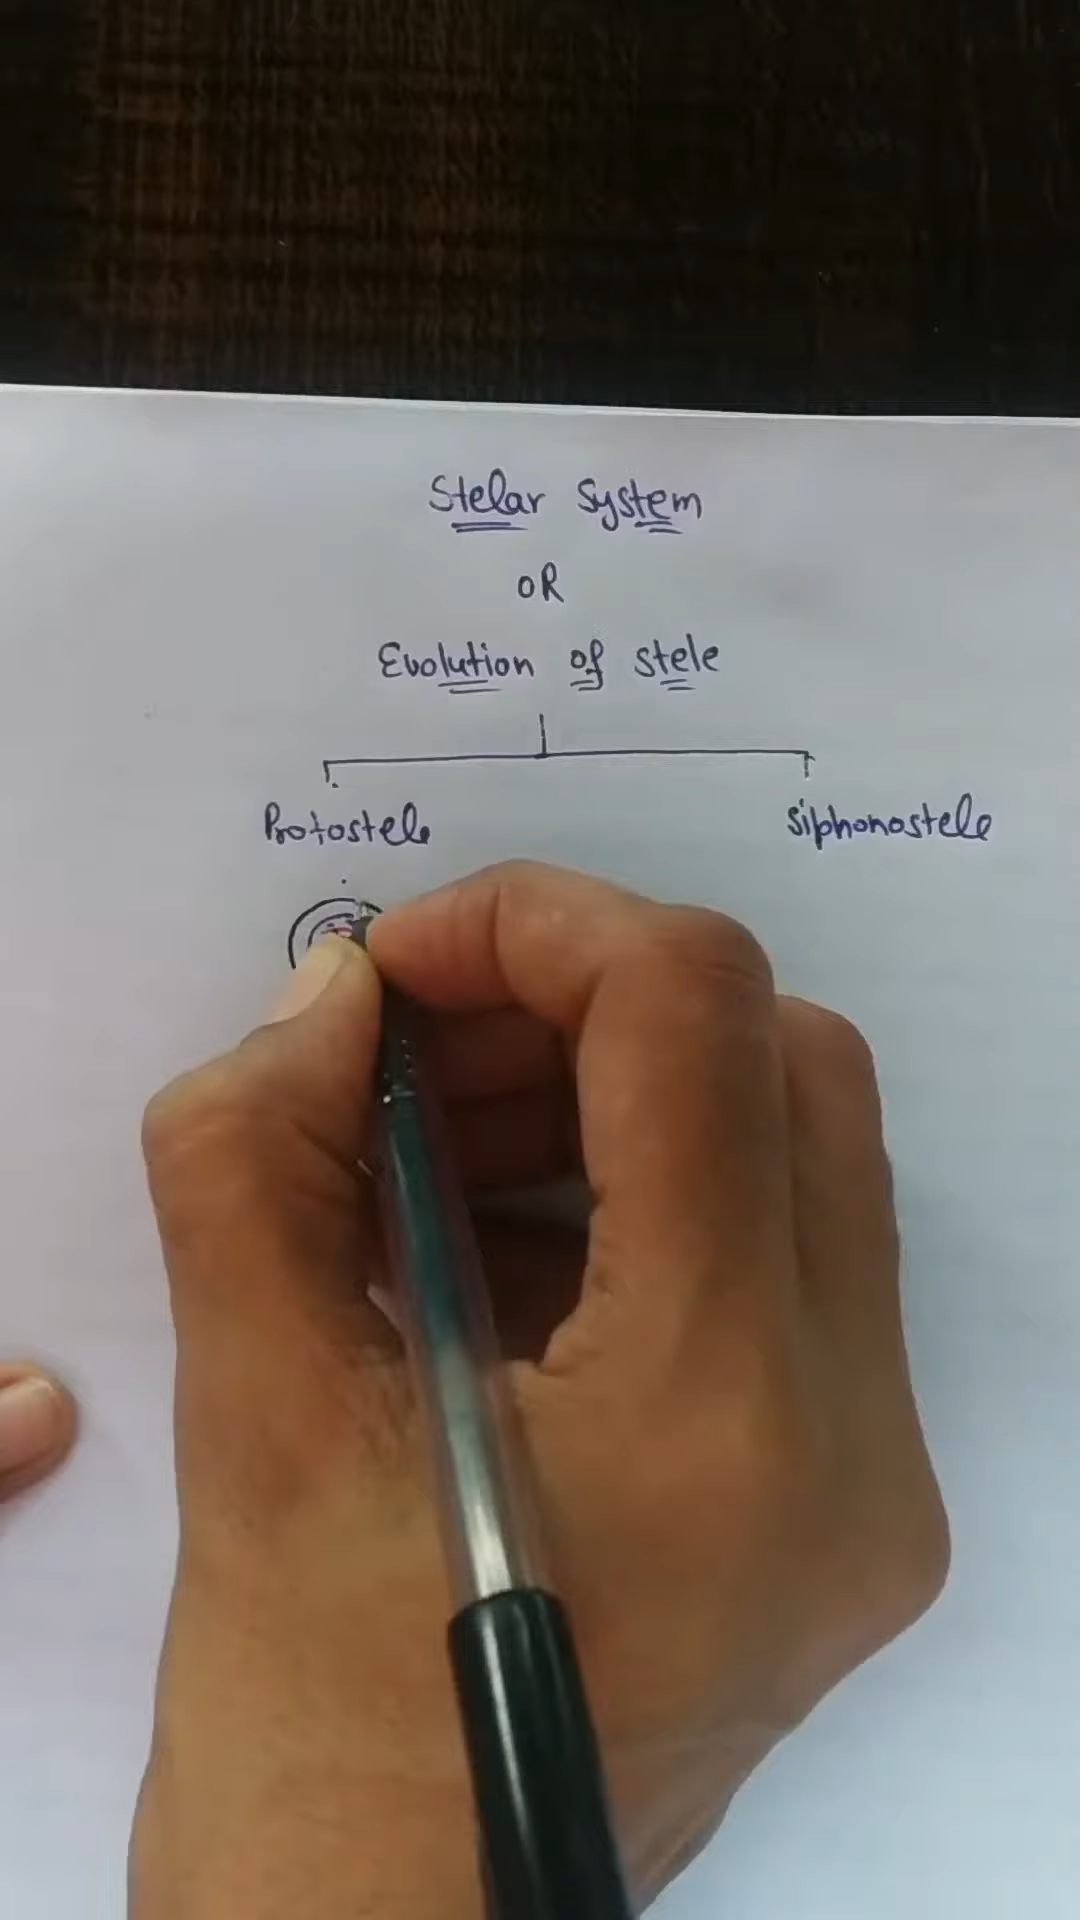 Stelar System
OR
Evolution of stele
Protostele
Siphonostele